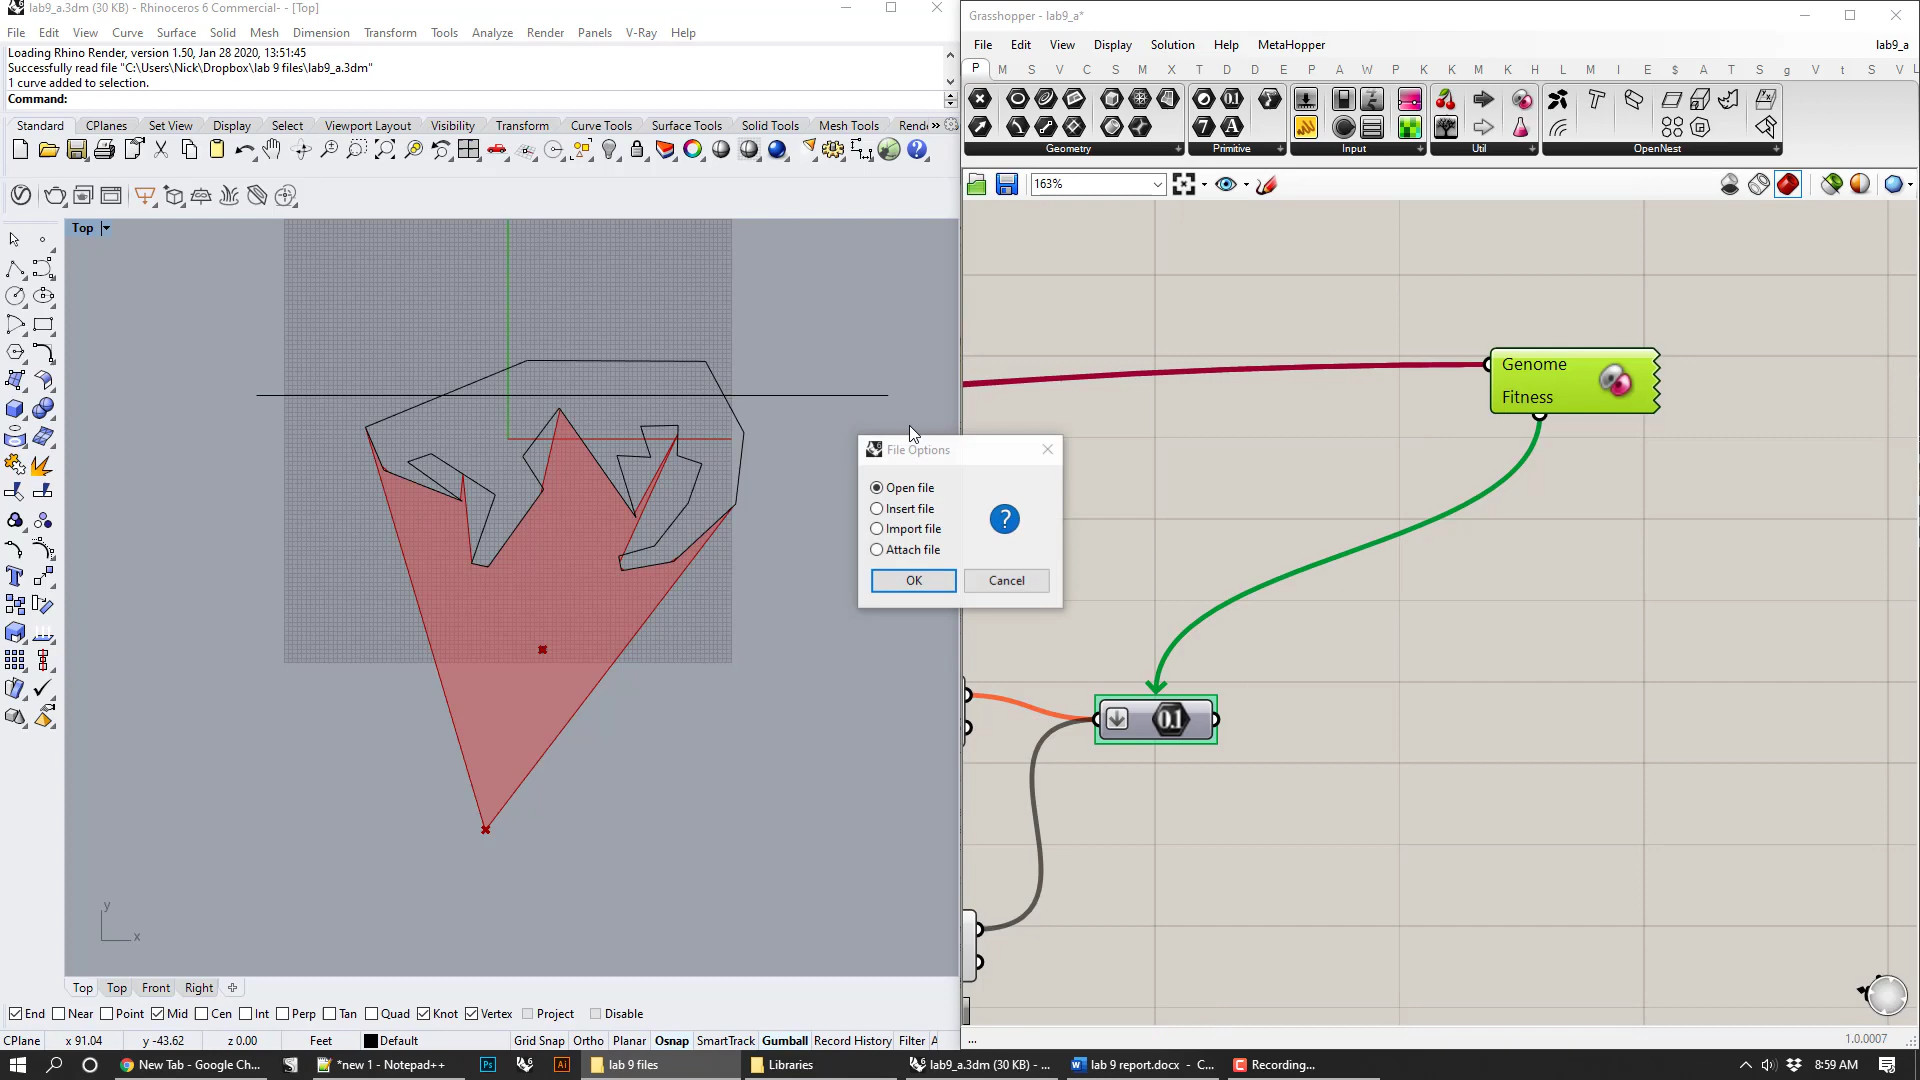 lab9_a.3dm (30 KB) - Rhinoceros 6 Commercial- - [Top]
File Edit View Curve Surface Solid Mesh Dimension Transform Tools Analyze Render Panels V-Ray Help
Loading Rhino Render, version 1.50, Jan 28 2020, 13:51:45
Successfully read file "C:\Users\Nick\Dropbox\lab 9 files\lab9_a.3dm"
1 curve added to selection.
Command:
Standard CPlanes Set View Display Select Viewport Layout Visibility Transform Curve Tools Surface Tools Solid Tools Mesh Tools Rend »
Top
y
x
Top Top Front Right
End Near Point Mid Cen Int Perp Tan Quad Knot Vertex Project Disable
CPlane x 91.04 y -43.62 z 0.00 Feet Default Grid Snap Ortho Planar Osnap SmartTrack Gumball Record History Filter A
File Options
Open file
Insert file
Import file
Attach file
OK Cancel
Grasshopper - lab9_a*
File Edit View Display Solution Help MetaHopper lab9_a
P M S V C S M X T D D E P A W P K K M K H L M I E $ A T S g V t S V L
Geometry Primitive Input Util OpenNest
163%
Genome
Fitness
0.1
... 1.0.0007
New Tab - Google Ch... *new 1 - Notepad++ lab 9 files Libraries lab9_a.3dm (30 KB) - ... lab 9 report.docx - C... Recording... 8:59 AM